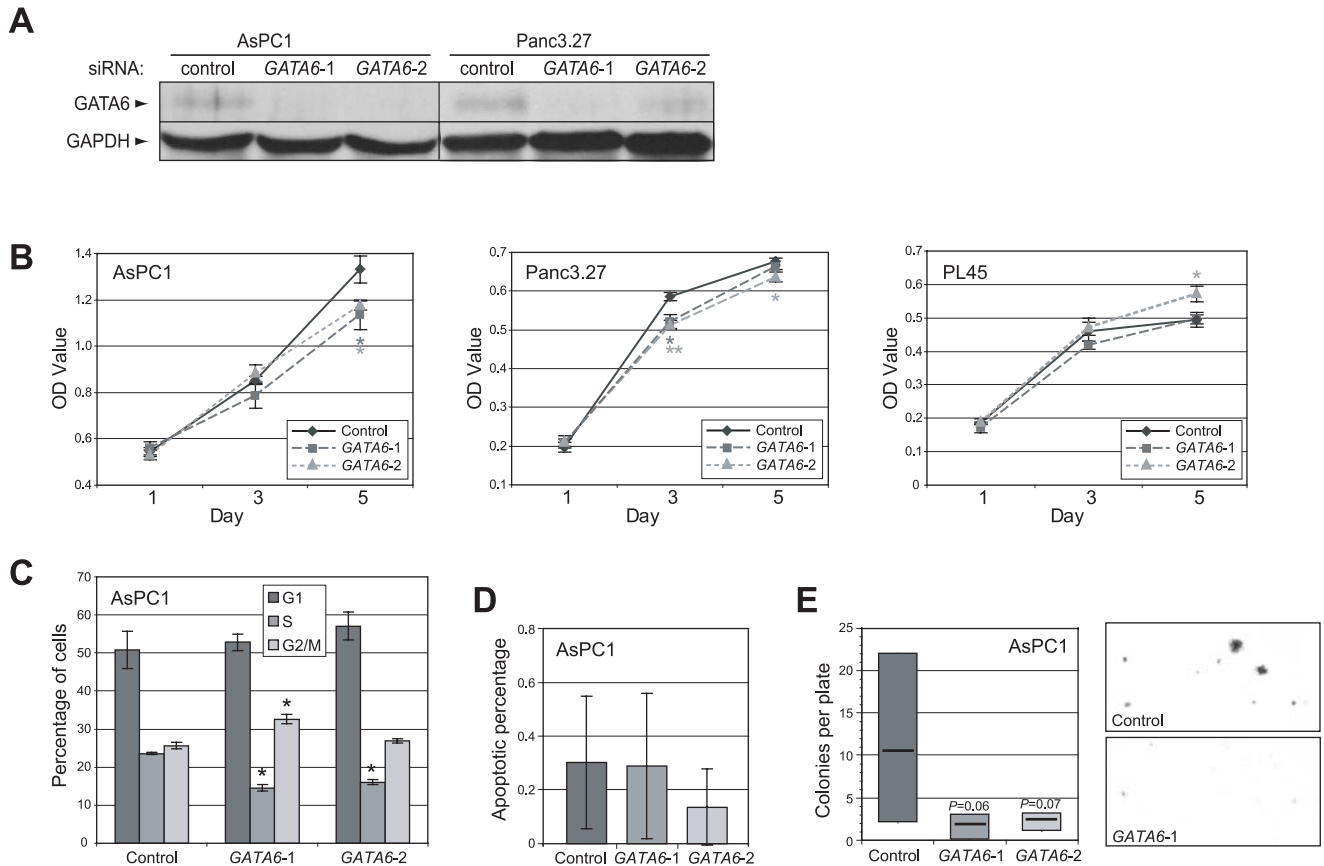 A
AsPC1 Panc3.27
siRNA: control GATA6-1 GATA6-2 control GATA6-1 GATA6-2
GATA6 ►
GAPDH ►
B
AsPC1
OD Value
1.4
1.2
1.0
0.8
0.6
0.4
1 3 5
Day
* *
Control
GATA6-1
GATA6-2
Panc3.27
OD Value
0.7
0.6
0.5
0.4
0.3
0.2
0.1
1 3 5
Day
* ** *
Control
GATA6-1
GATA6-2
PL45
OD Value
0.7
0.6
0.5
0.4
0.3
0.2
0.1
0
1 3 5
Day
*
Control
GATA6-1
GATA6-2
C
AsPC1
Percentage of cells
70
60
50
40
30
20
10
0
G1
S
G2/M
* * *
Control GATA6-1 GATA6-2
D
AsPC1
Apoptotic percentage
0.8
0.6
0.4
0,2
0
Control GATA6-1 GATA6-2
E
AsPC1
Colonies per plate
25
20
15
10
5
0
P=0.06 P=0.07
Control GATA6-1 GATA6-2
Control
GATA6-1